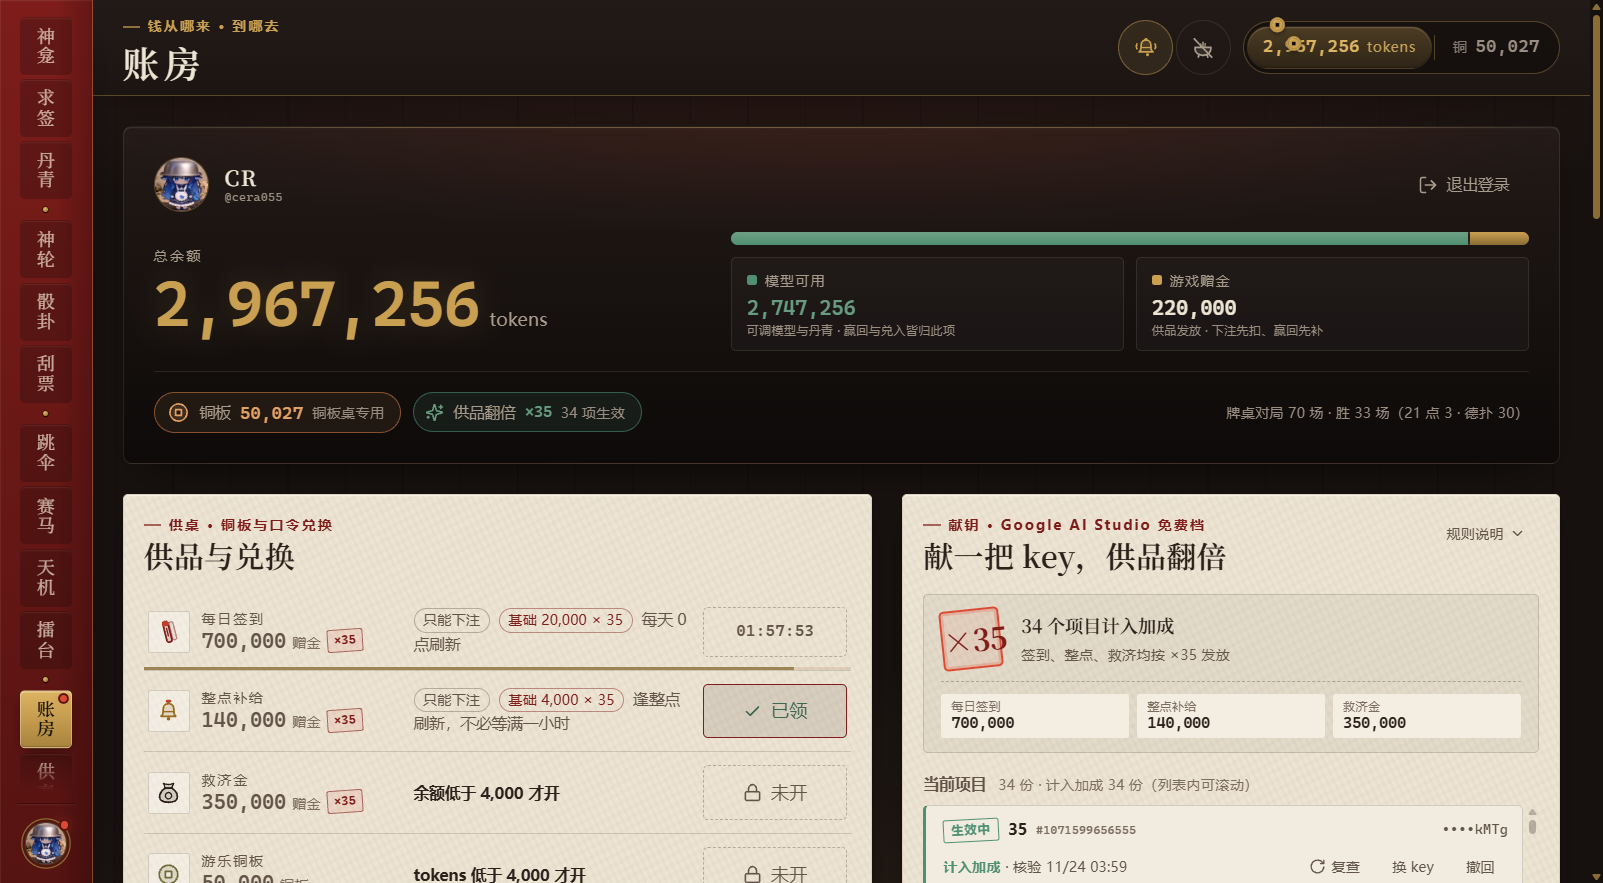 神龛
求签
丹青
神轮
骰卦
刮票
跳伞
赛马
天机
擂台
账房
供
钱从哪来 • 到哪去
账房
tokens
铜 50,027
CR
@cera055
退出登录
总余额
2,967,256 tokens
模型可用
2,747,256
可调模型与丹青 · 赢回与兑入皆归此项
游戏赠金
220,000
供品发放 · 下注先扣、赢回先补
铜板 50,027 铜板桌专用
供品翻倍 ×35 34 项生效
牌桌对局 70 场 · 胜 33 场（21 点 3 · 德扑 30）
供桌 • 铜板与口令兑换
供品与兑换
每日签到
700,000 赠金 ×35
只能下注 基础 20,000 × 35 每天 0
点刷新
01:57:53
整点补给
140,000 赠金 ×35
只能下注 基础 4,000 × 35 逢整点
刷新，不必等满一小时
已领
救济金
350,000 赠金 ×35
余额低于 4,000 才开
未开
游乐铜板
50,000 铜板
tokens 低于 4,000 才开
未开
献钥 • Google AI Studio 免费档
献一把 key，供品翻倍
规则说明
×35
34 个项目计入加成
签到、整点、救济均按 ×35 发放
每日签到
700,000
整点补给
140,000
救济金
350,000
当前项目 34 份 · 计入加成 34 份（列表内可滚动）
生效中 35 #1071599656555
••••kMTg
计入加成 · 核验 11/24 03:59
复查
换 key
撤回